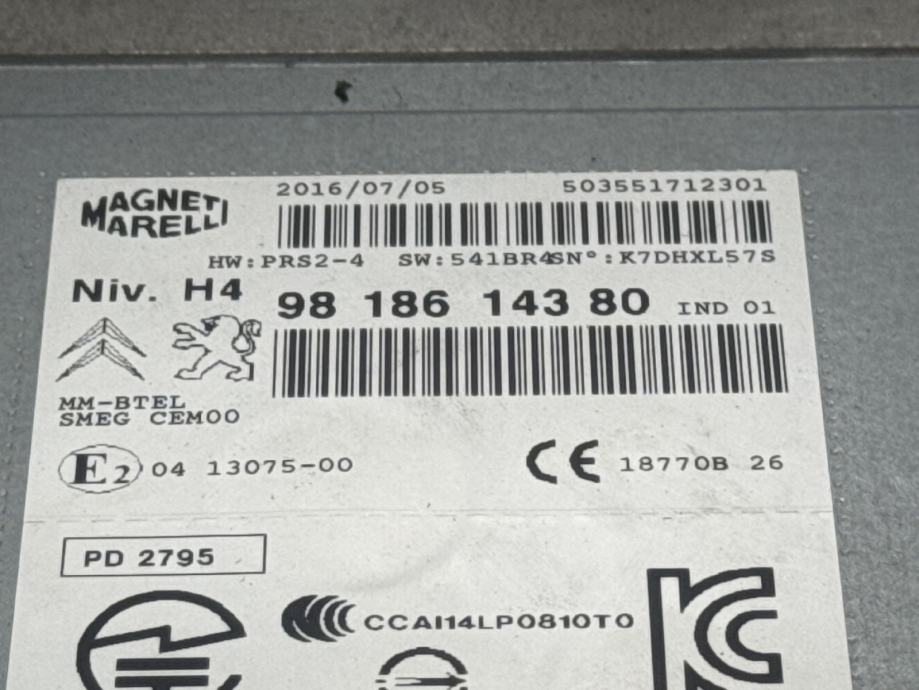 MAGNETI
MARELLI
2016/07/05 503551712301
HW:PRS2-4 SW:541BR4SN°:K7DHXL57S
Niv. H4
98 186 143 80 IND 01
MM-BTEL
SMEG CEM00
E2 04 13075-00 CE 18770B 26
PD 2795
CCAI14LP0810T0